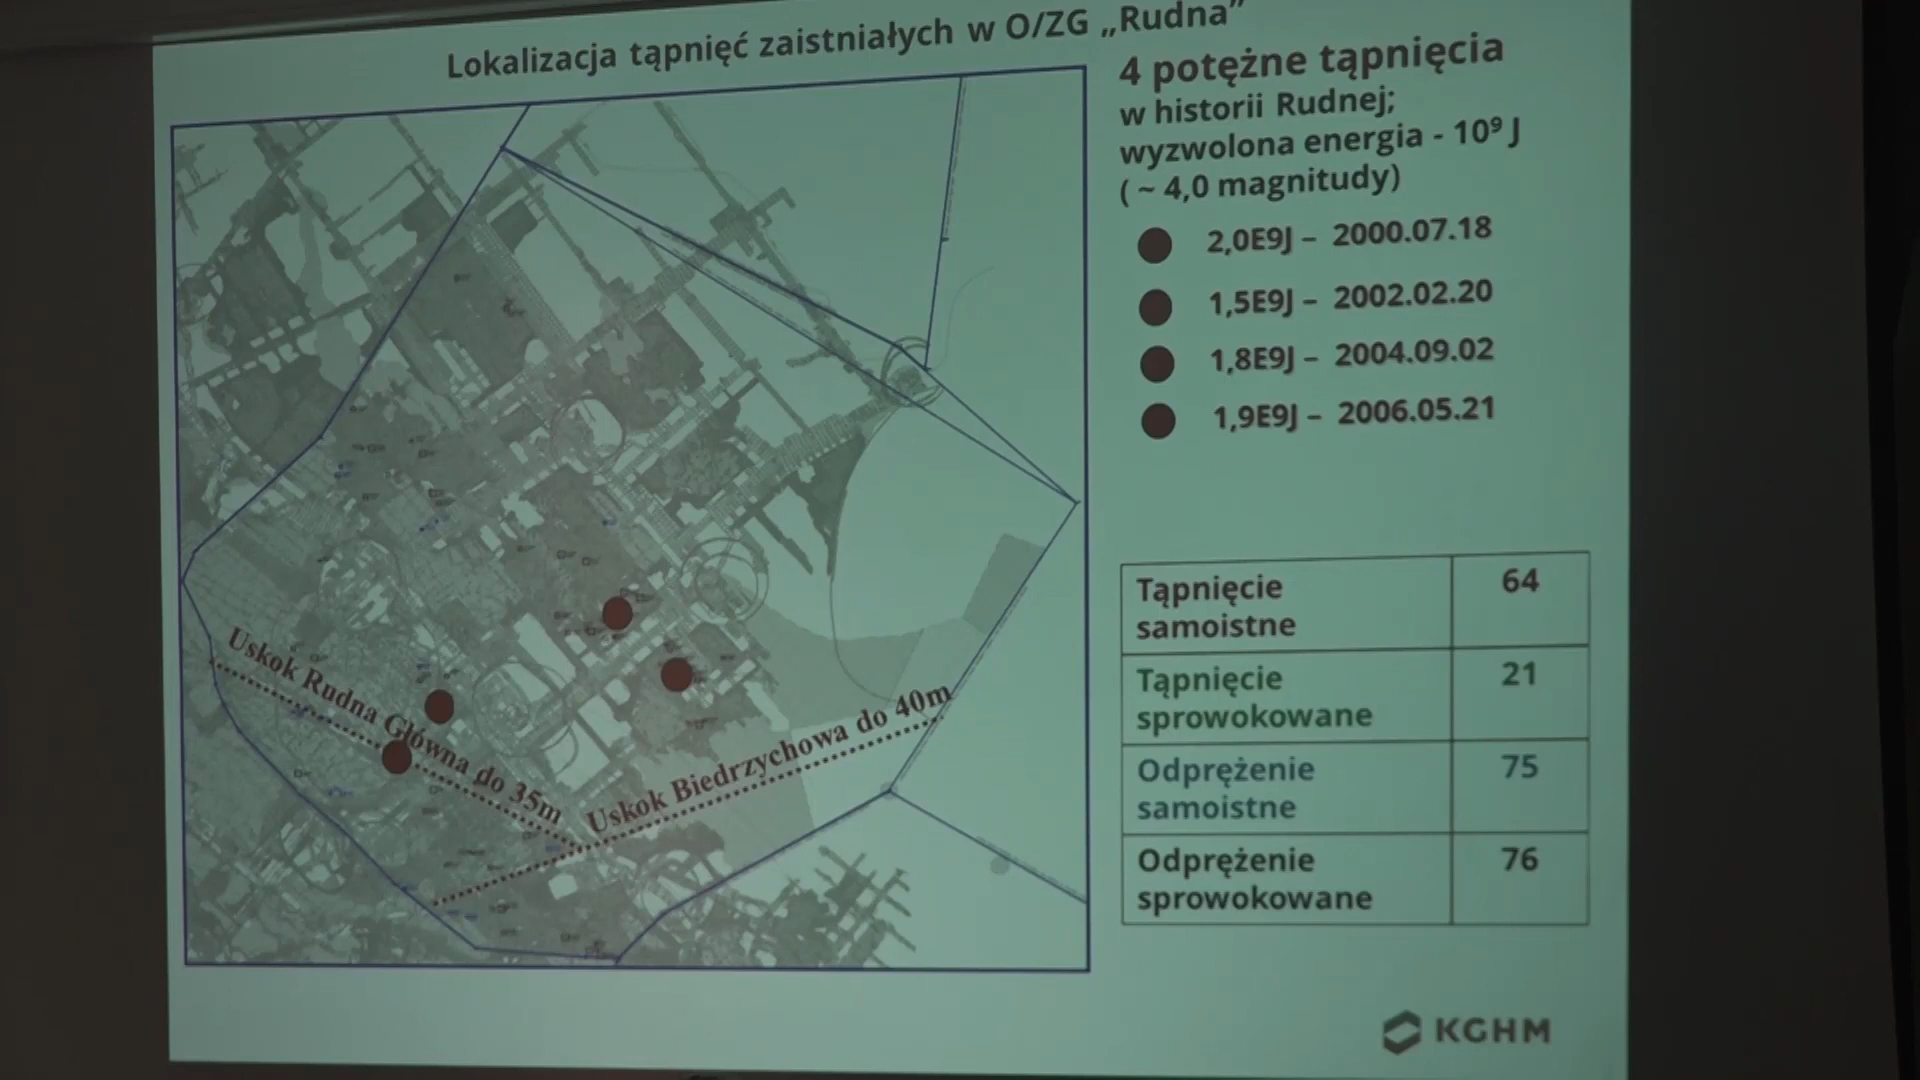 Lokalizacja tąpnięć zaistniałych w O/ZG „Rudna”
4 potężne tąpnięcia
w historii Rudnej;
wyzwolona energia - 10⁹ J
( ~ 4,0 magnitudy)
2,0E9J – 2000.07.18
1,5E9J – 2002.02.20
1,8E9J – 2004.09.02
1,9E9J – 2006.05.21
Uskok Rudna Główna do 35m
Uskok Biedrzychowa do 40m
Tąpnięcie
samoistne
64
Tąpnięcie
sprowokowane
21
Odprężenie
samoistne
75
Odprężenie
sprowokowane
76
KGHM